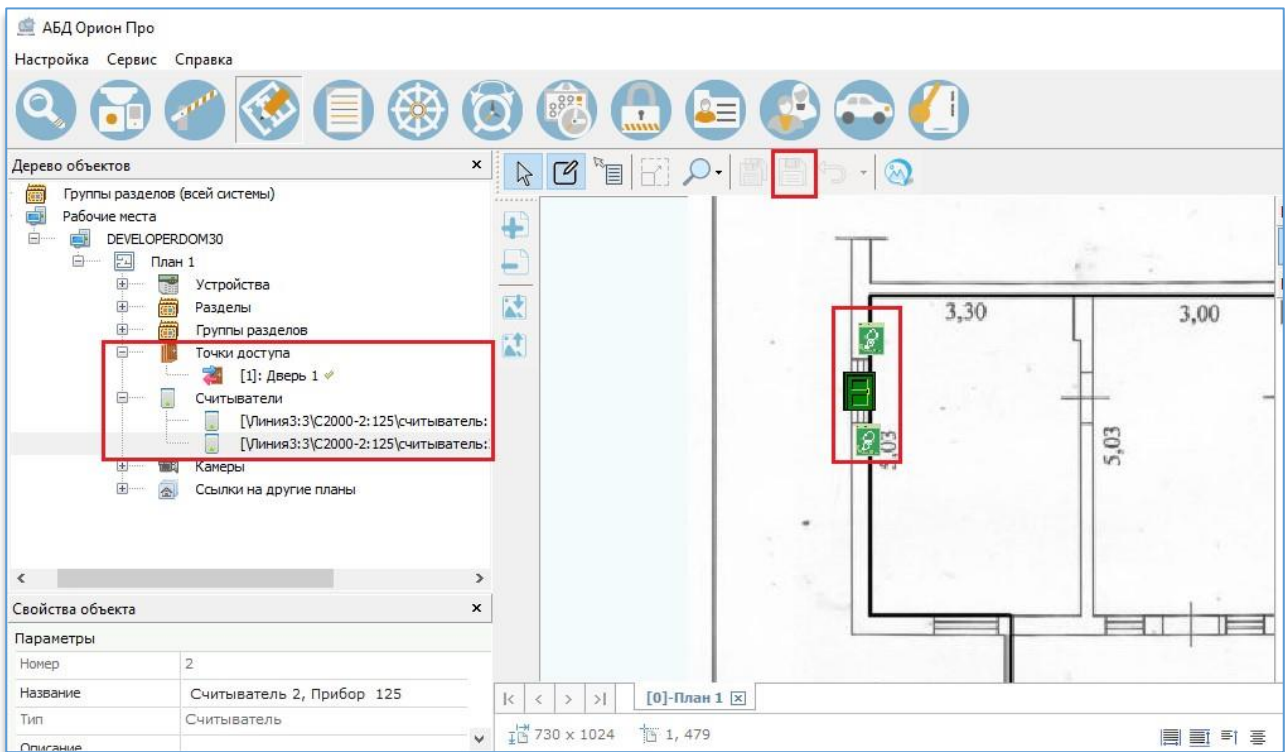 АБД Орион Про
Настройка Сервис Справка
Дерево объектов
Группы разделов (всей системы)
Рабочие места
DEVELOPERDOM30
План 1
Устройства
Разделы
Группы разделов
Точки доступа
[1]: Дверь 1
Считыватели
[\Линия3:3\С2000-2:125\считыватель:
[\Линия3:3\С2000-2:125\считыватель:
Камеры
Ссылки на другие планы
Свойства объекта
Параметры
Номер 2
Название Считыватель 2, Прибор 125
Тип Считыватель
Описание
3,30
3,00
5,03
[0]-План 1
730 x 1024 1, 479